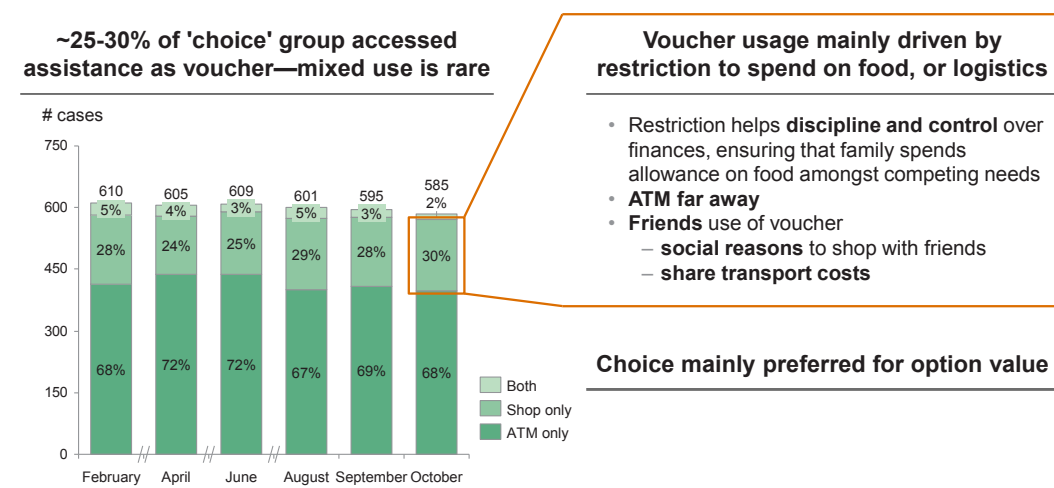 ~25-30% of 'choice' group accessed
assistance as voucher—mixed use is rare
# cases
750
600
450
300
150
0
610
605
609
601
595
585
5%
4%
3%
5%
3%
2%
28%
24%
25%
29%
28%
30%
68%
72%
72%
67%
69%
68%
Both
Shop only
ATM only
February
April
June
August
September
October
Voucher usage mainly driven by
restriction to spend on food, or logistics
• Restriction helps discipline and control over
finances, ensuring that family spends
allowance on food amongst competing needs
• ATM far away
• Friends use of voucher
– social reasons to shop with friends
– share transport costs
Choice mainly preferred for option value